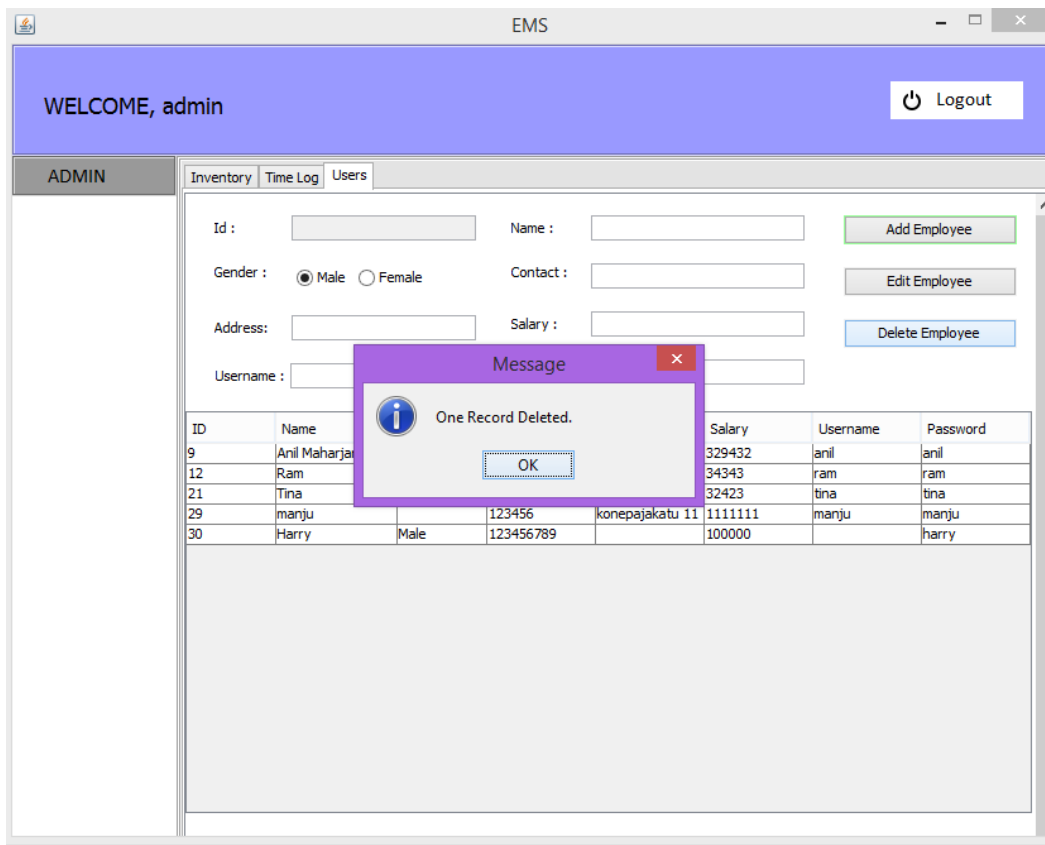 EMS
WELCOME, admin
Logout
ADMIN
Inventory Time Log Users
Id : Name : Add Employee
Gender : Male Female Contact : Edit Employee
Address: Salary : Delete Employee
Username :
Message
One Record Deleted.
OK
ID Name Salary Username Password
9 Anil Maharjan 329432 anil anil
12 Ram 34343 ram ram
21 Tina 32423 tina tina
29 manju 123456 konepajakatu 11 1111111 manju manju
30 Harry Male 123456789 100000 harry